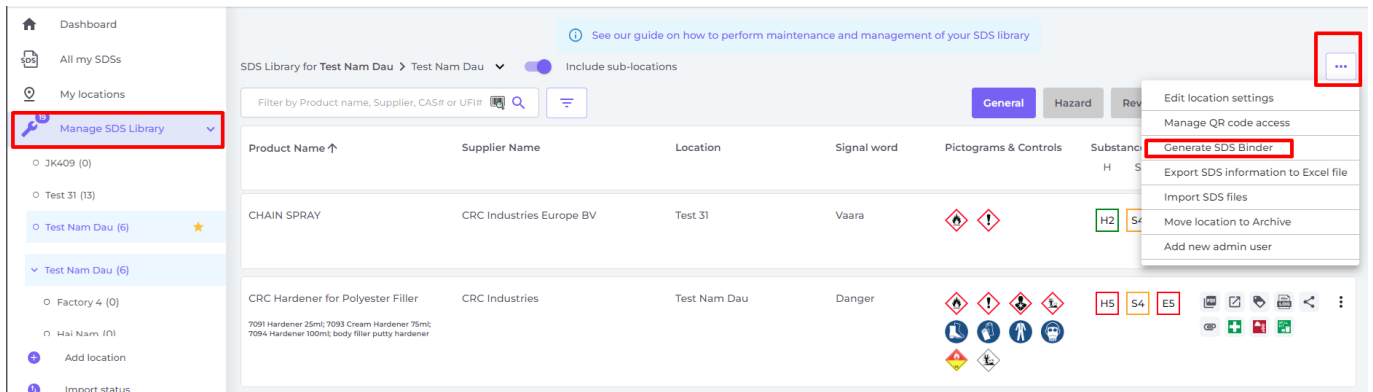 Dashboard
All my SDSs
My locations
19
Manage SDS Library
JK409 (0)
Test 31 (13)
Test Nam Dau (6)
Test Nam Dau (6)
Factory 4 (0)
Hai Nam (0)
Add location
Import status
See our guide on how to perform maintenance and management of your SDS library
SDS Library for Test Nam Dau > Test Nam Dau
Include sub-locations
Filter by Product name, Supplier, CAS# or UFI#
General
Hazard
Rev
Edit location settings
Manage QR code access
Generate SDS Binder
Export SDS information to Excel file
Import SDS files
Move location to Archive
Add new admin user
Product Name
Supplier Name
Location
Signal word
Pictograms & Controls
Substanc
H S
CHAIN SPRAY
CRC Industries Europe BV
Test 31
Vaara
H2 S4
CRC Hardener for Polyester Filler
7091 Hardener 25ml; 7093 Cream Hardener 75ml;
7094 Hardener 100ml; body filler putty hardener
CRC Industries
Test Nam Dau
Danger
H5 S4 E5